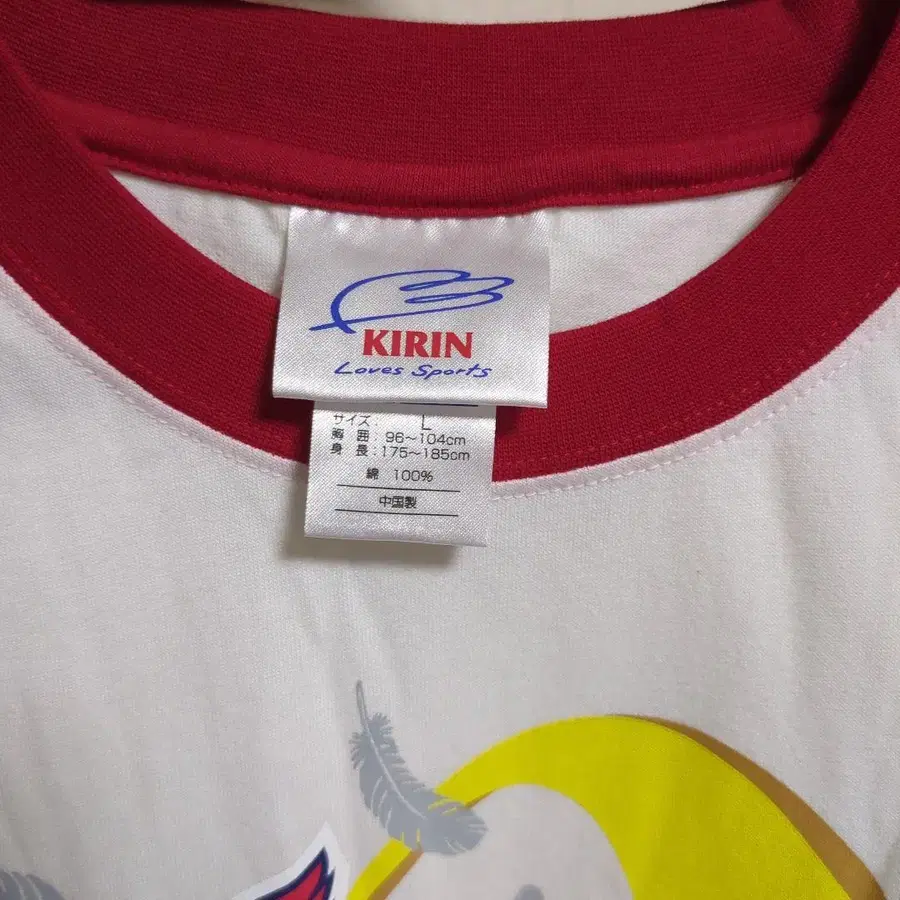 KIRIN
Loves Sports
サイズ: L
胸 囲:96~104cm
身 長:175~185cm
綿 100%
中国製